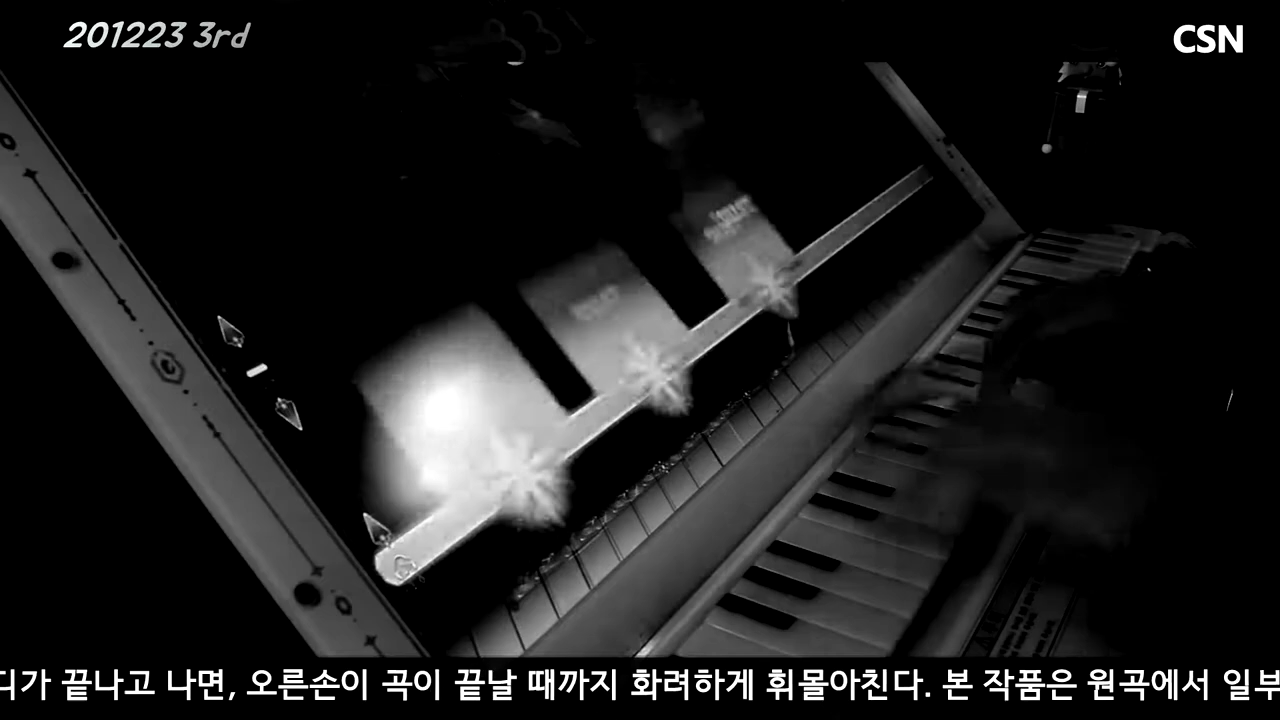 201223 3rd
CSN
디가 끝나고 나면, 오른손이 곡이 끝날 때까지 화려하게 휘몰아친다. 본 작품은 원곡에서 일부